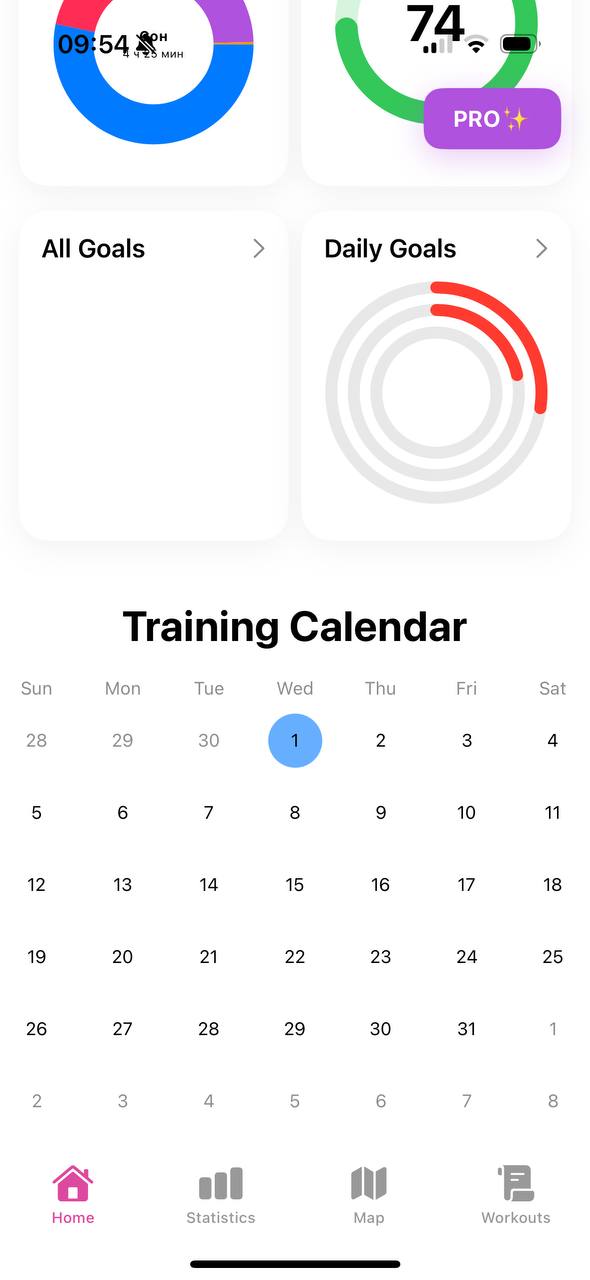 09:54
Сон
4 ч 25 мин
74
PRO✨
All Goals
Daily Goals
Training Calendar
Sun Mon Tue Wed Thu Fri Sat
28 29 30 1 2 3 4
5 6 7 8 9 10 11
12 13 14 15 16 17 18
19 20 21 22 23 24 25
26 27 28 29 30 31 1
2 3 4 5 6 7 8
Home Statistics Map Workouts